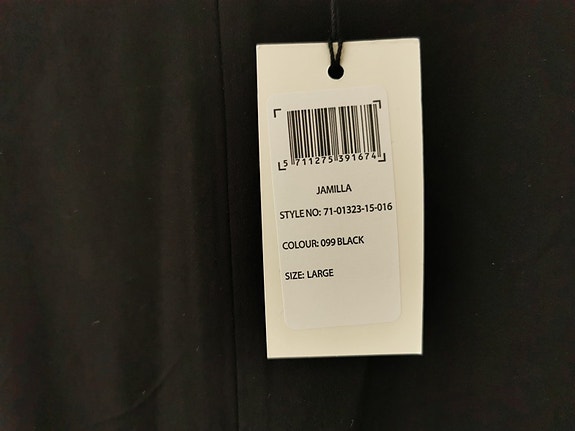 5 711275 391674
JAMILLA
STYLE NO: 71-01323-15-016
COLOUR: 099 BLACK
SIZE: LARGE